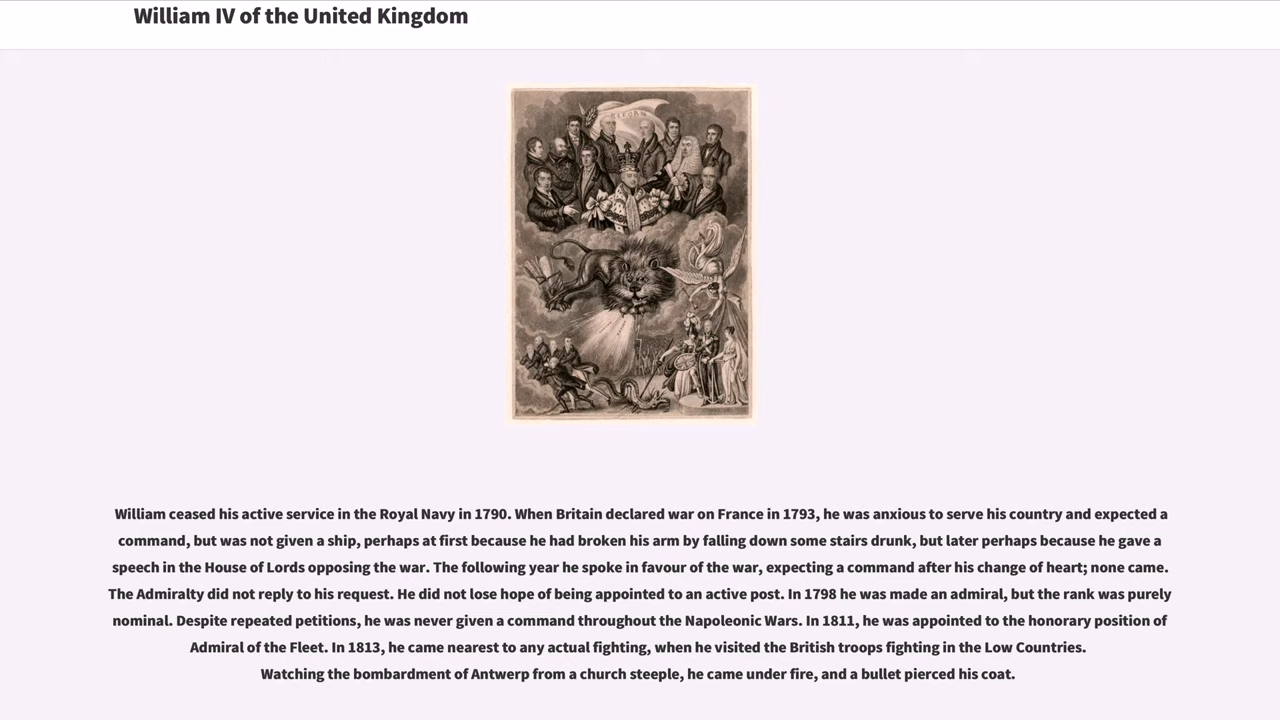 William IV of the United Kingdom
REFORM
William ceased his active service in the Royal Navy in 1790. When Britain declared war on France in 1793, he was anxious to serve his country and expected a
command, but was not given a ship, perhaps at first because he had broken his arm by falling down some stairs drunk, but later perhaps because he gave a
speech in the House of Lords opposing the war. The following year he spoke in favour of the war, expecting a command after his change of heart; none came.
The Admiralty did not reply to his request. He did not lose hope of being appointed to an active post. In 1798 he was made an admiral, but the rank was purely
nominal. Despite repeated petitions, he was never given a command throughout the Napoleonic Wars. In 1811, he was appointed to the honorary position of
Admiral of the Fleet. In 1813, he came nearest to any actual fighting, when he visited the British troops fighting in the Low Countries.
Watching the bombardment of Antwerp from a church steeple, he came under fire, and a bullet pierced his coat.